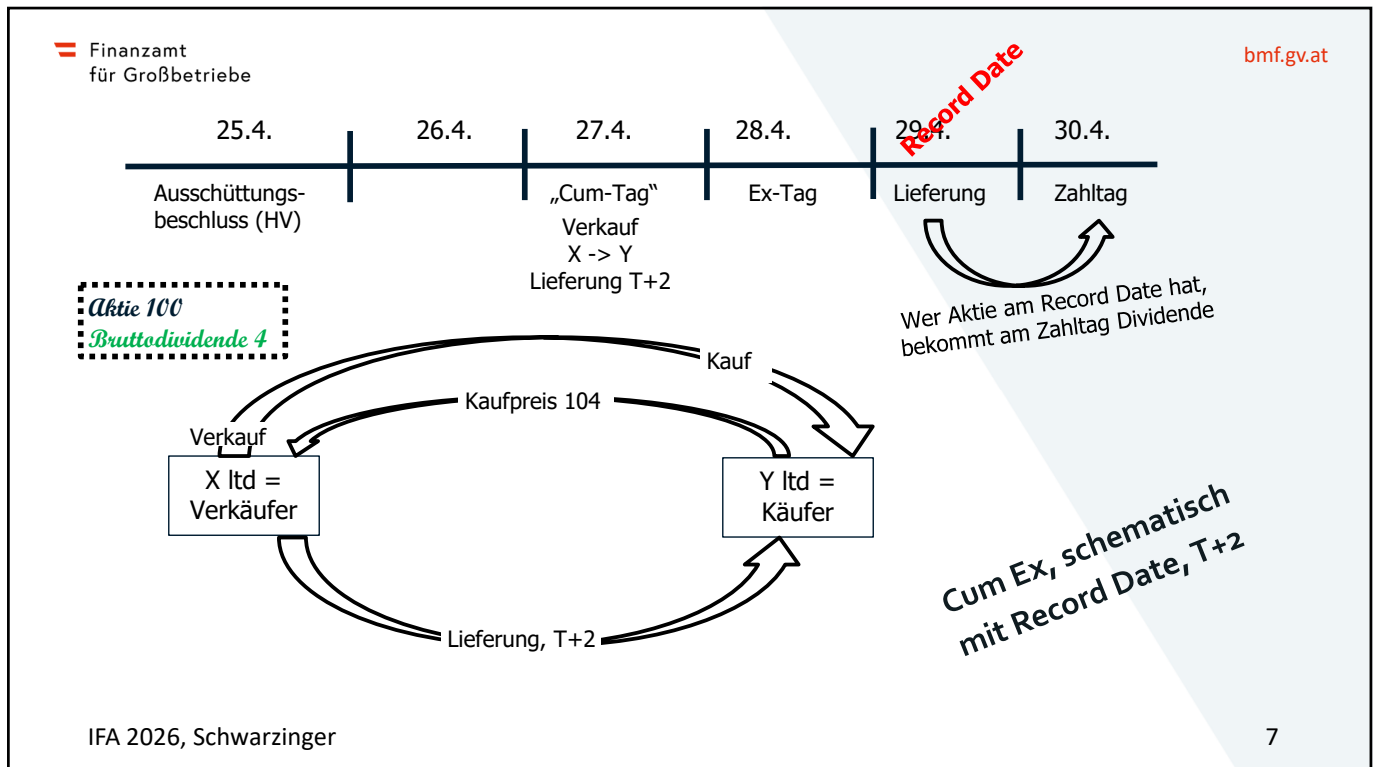 Finanzamt
für Großbetriebe
bmf.gv.at
Record Date
25.4. 26.4. 27.4. 28.4. 29.4. 30.4.
Ausschüttungs-
beschluss (HV)
„Cum-Tag“
Verkauf
X -> Y
Lieferung T+2
Ex-Tag
Lieferung
Zahltag
Wer Aktie am Record Date hat,
bekommt am Zahltag Dividende
Aktie 100
Bruttodividende 4
Kauf
Kaufpreis 104
Verkauf
X ltd =
Verkäufer
Y ltd =
Käufer
Lieferung, T+2
Cum Ex, schematisch
mit Record Date, T+2
IFA 2026, Schwarzinger
7